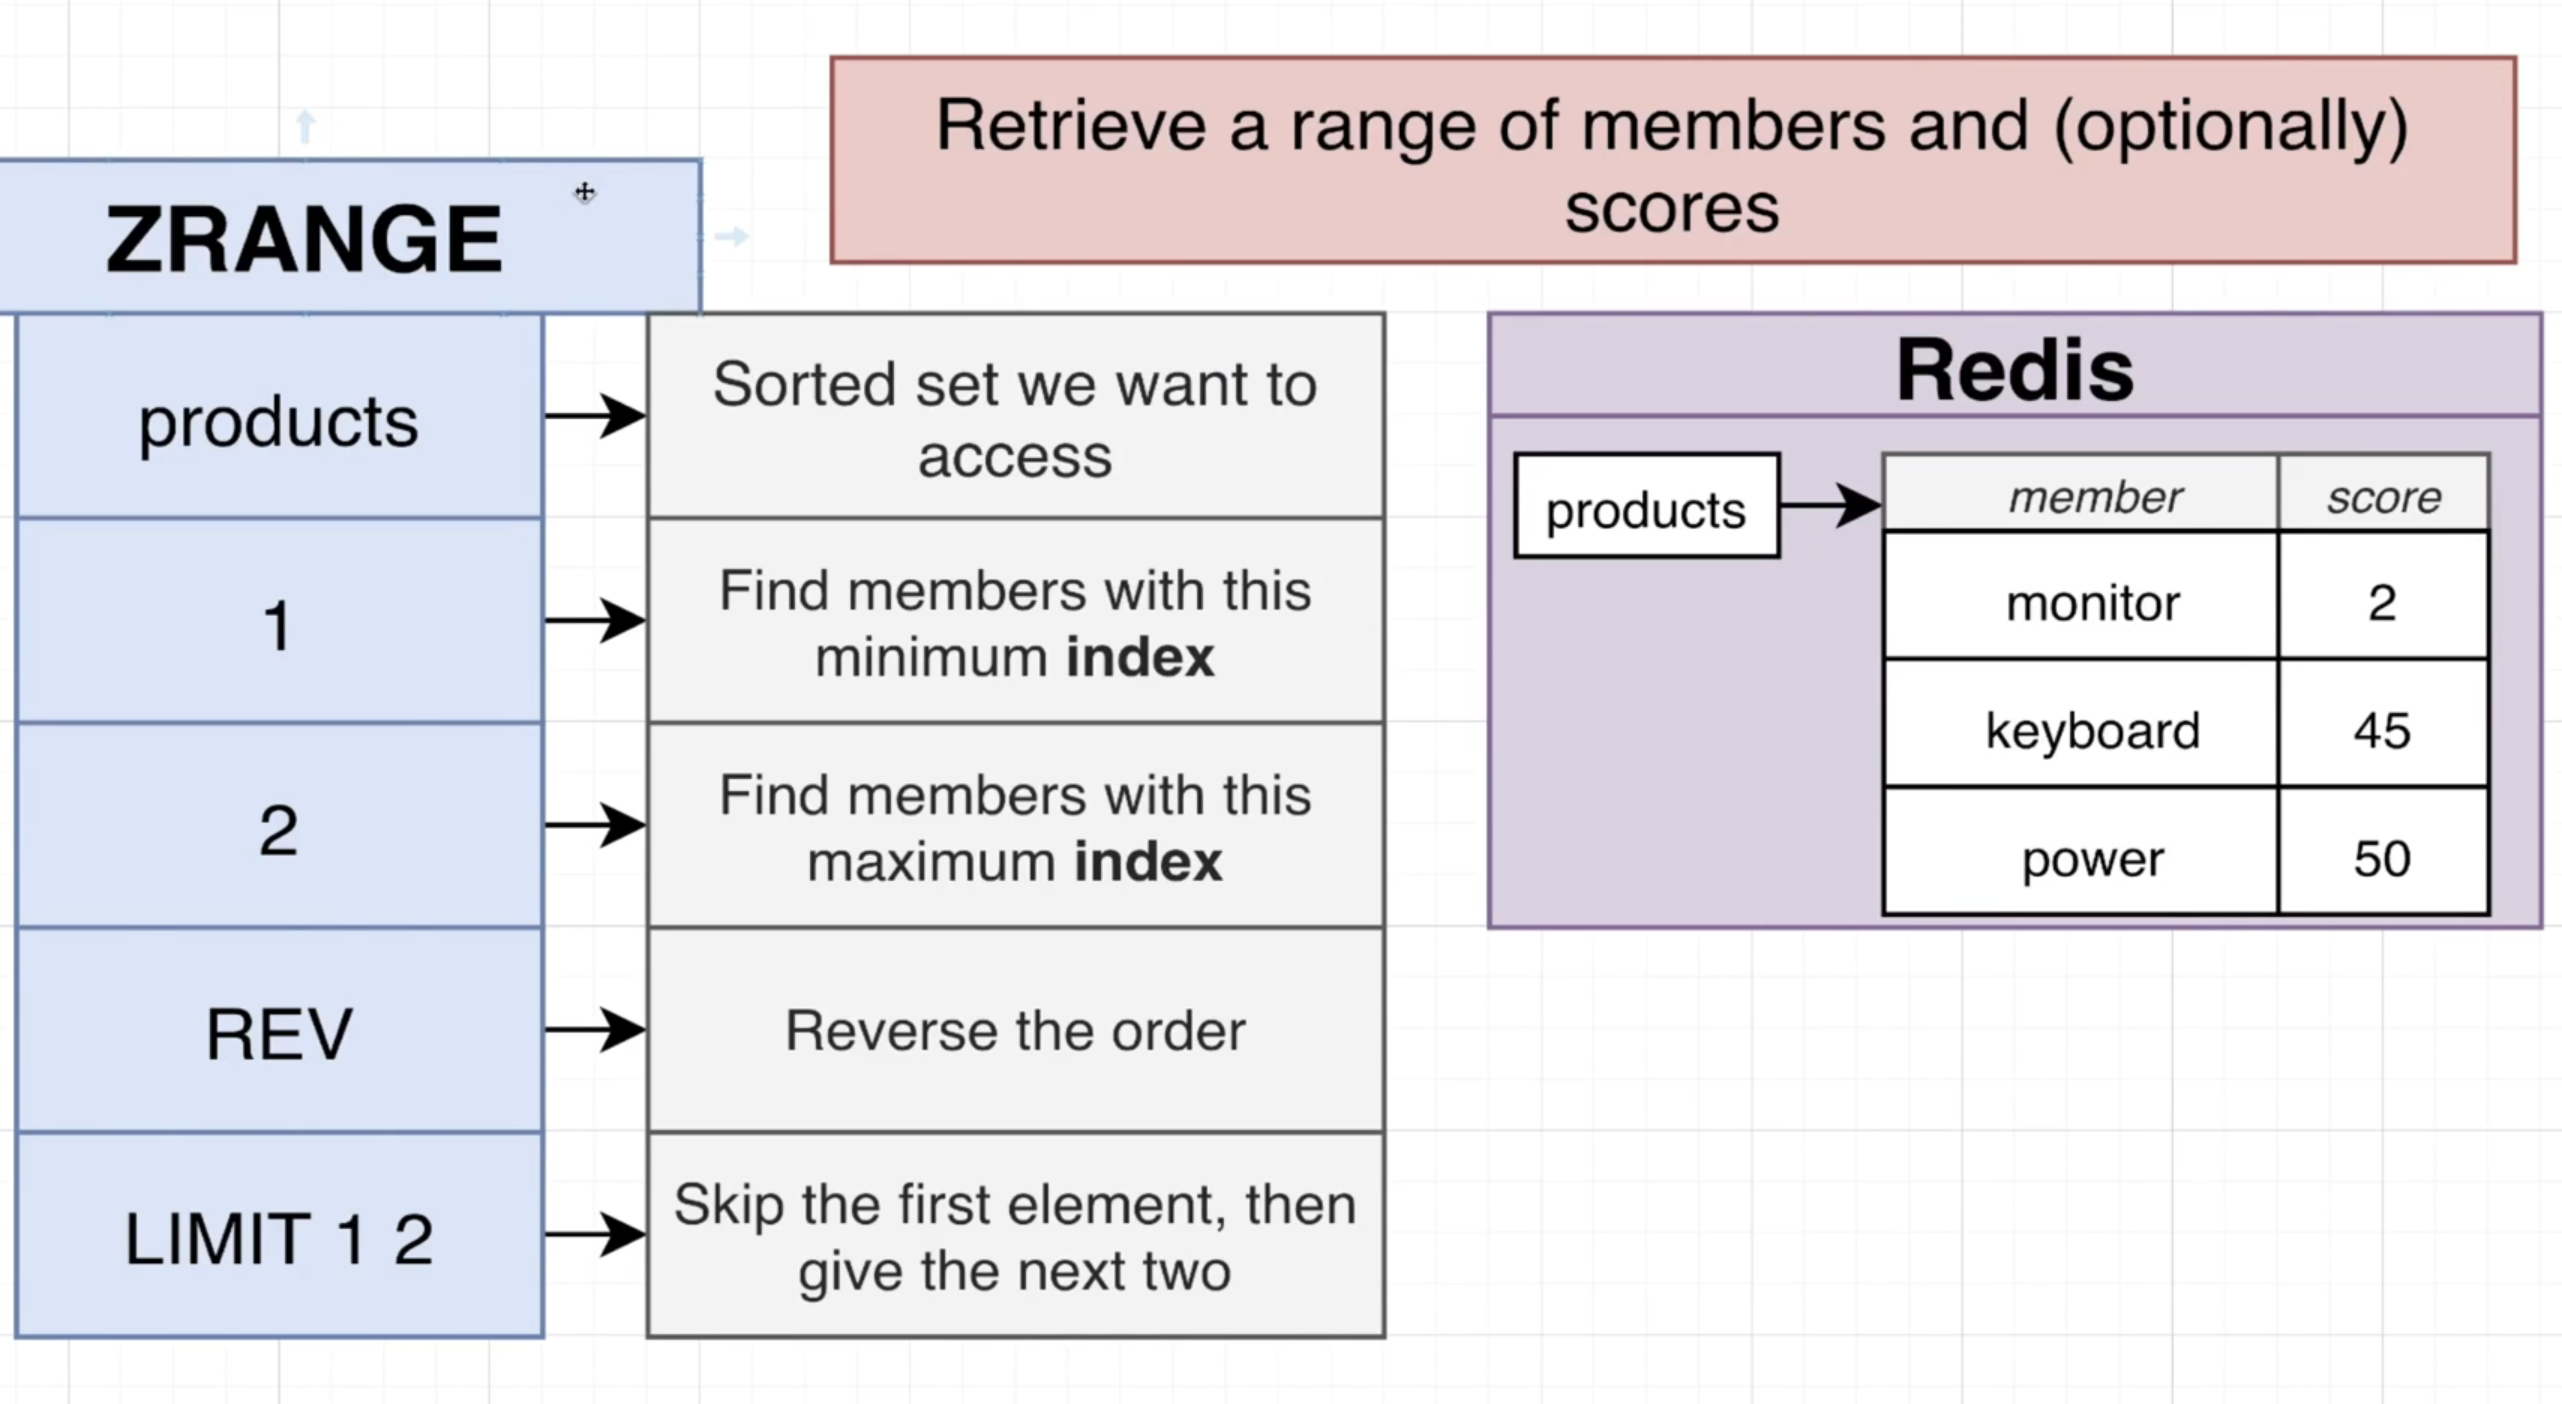 Retrieve a range of members and (optionally)
scores
ZRANGE
products
Sorted set we want to
access
1
Find members with this
minimum index
2
Find members with this
maximum index
REV
Reverse the order
LIMIT 1 2
Skip the first element, then
give the next two
Redis
products
member score
monitor 2
keyboard 45
power 50